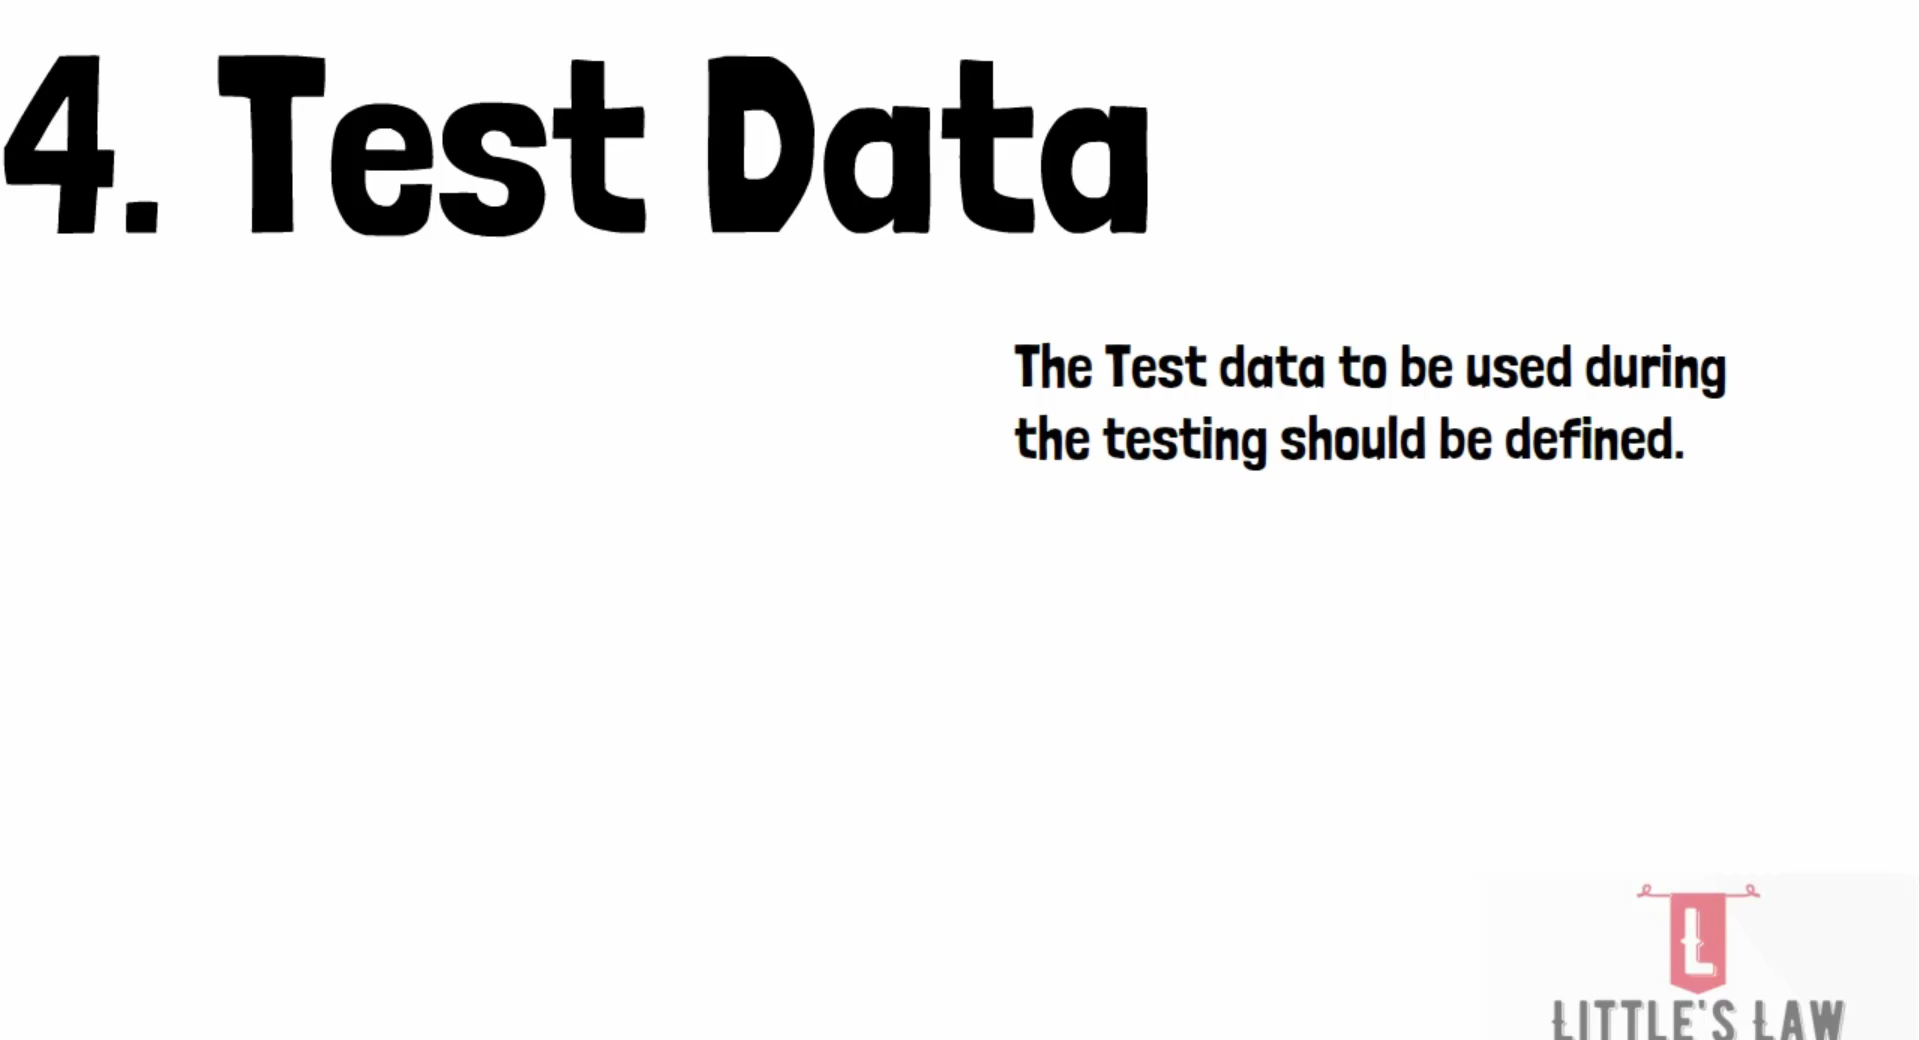 4. Test Data
The Test data to be used during
the testing should be defined.
L
LITTLE'S LAW